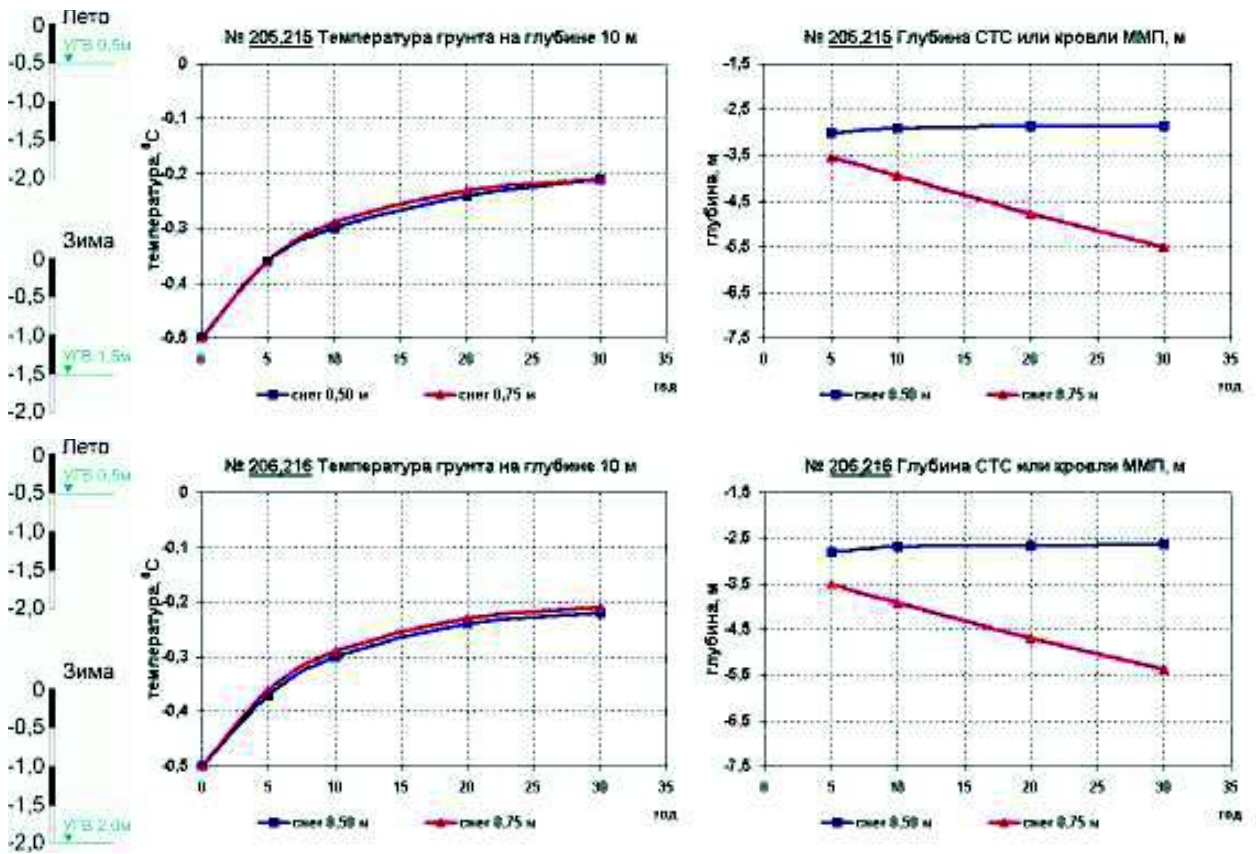 Лето
0
УГВ 0,5м
-0,5
-1,0
-1,5
-2,0
Зима
0
-0,5
-1,0
УГВ 1,5м
-1,5
-2,0
№ 205,215 Температура грунта на глубине 10 м
температура, °C
0
-0,1
-0,2
-0,3
-0,4
-0,5
0 5 10 15 20 25 30 35
год
снег 0,50 м снег 0,75 м
№ 205,215 Глубина СТС или кровли ММП, м
глубина, м
-1,5
-2,5
-3,5
-4,5
-5,5
-6,5
-7,5
0 5 10 15 20 25 30 35
год
снег 0,50 м снег 0,75 м
Лето
0
УГВ 0,5м
-0,5
-1,0
-1,5
-2,0
Зима
0
-0,5
-1,0
-1,5
УГВ 2,0м
-2,0
№ 206,216 Температура грунта на глубине 10 м
температура, °C
0
-0,1
-0,2
-0,3
-0,4
-0,5
0 5 10 15 20 25 30 35
год
снег 0,50 м снег 0,75 м
№ 206,216 Глубина СТС или кровли ММП, м
глубина, м
-1,5
-2,5
-3,5
-4,5
-5,5
-6,5
-7,5
0 5 10 15 20 25 30 35
год
снег 0,50 м снег 0,75 м